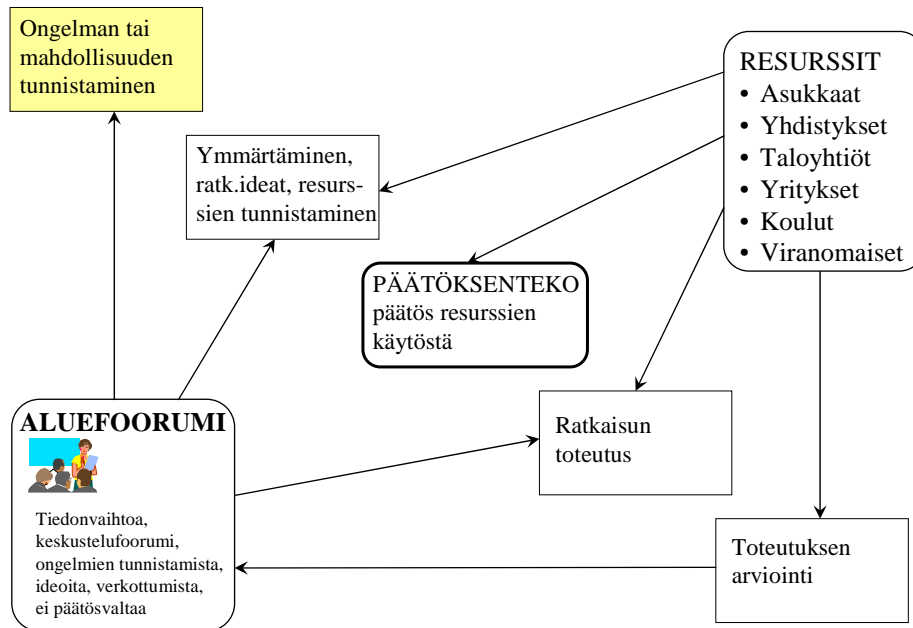 Ongelman tai
mahdollisuuden
tunnistaminen
RESURSSIT
• Asukkaat
• Yhdistykset
• Taloyhtiöt
• Yritykset
• Koulut
• Viranomaiset
Ymmärtäminen,
ratk.ideat, resurs-
sien tunnistaminen
PÄÄTÖKSENTEKO
päätös resurssien
käytöstä
Ratkaisun
toteutus
ALUEFOORUMI
Tiedonvaihtoa,
keskustelufoorumi,
ongelmien tunnistamista,
ideoita, verkottumista,
ei päätösvaltaa
Toteutuksen
arviointi